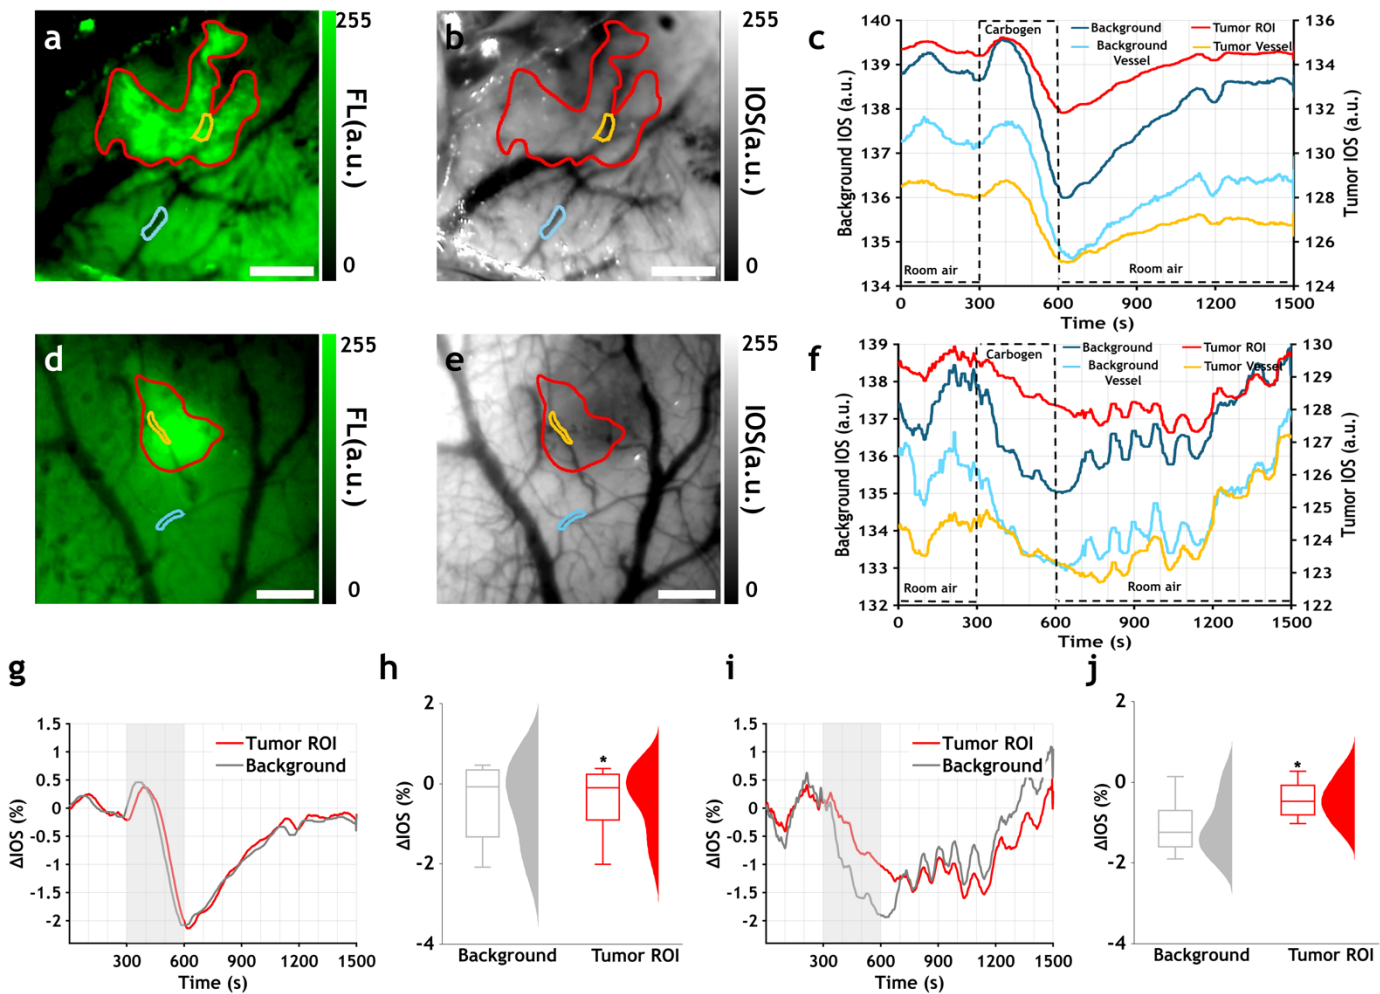 a
255
FL(a.u.)
0
b
255
IOS(a.u.)
0
c
140
139
138
137
136
135
134
Background IOS (a.u.)
136
134
132
130
128
126
124
Tumor IOS (a.u.)
Carbogen
Background
Tumor ROI
Background
Vessel
Tumor Vessel
Room air
Room air
0 300 600 900 1200 1500
Time (s)
d
255
FL(a.u.)
0
e
255
IOS(a.u.)
0
f
139
138
137
136
135
134
133
132
Background IOS (a.u.)
130
129
128
127
126
125
124
123
122
Tumor IOS (a.u.)
Carbogen
Background
Tumor ROI
Background
Vessel
Tumor Vessel
Room air
Room air
0 300 600 900 1200 1500
Time (s)
g
1.5
1
0.5
0
-0.5
-1
-1.5
-2
ΔIOS (%)
Tumor ROI
Background
300 600 900 1200 1500
Time (s)
h
2
0
-2
-4
ΔIOS (%)
*
Background Tumor ROI
i
1.5
1
0.5
0
-0.5
-1
-1.5
-2
ΔIOS (%)
Tumor ROI
Background
300 600 900 1200 1500
Time (s)
j
2
0
-2
-4
ΔIOS (%)
*
Background Tumor ROI